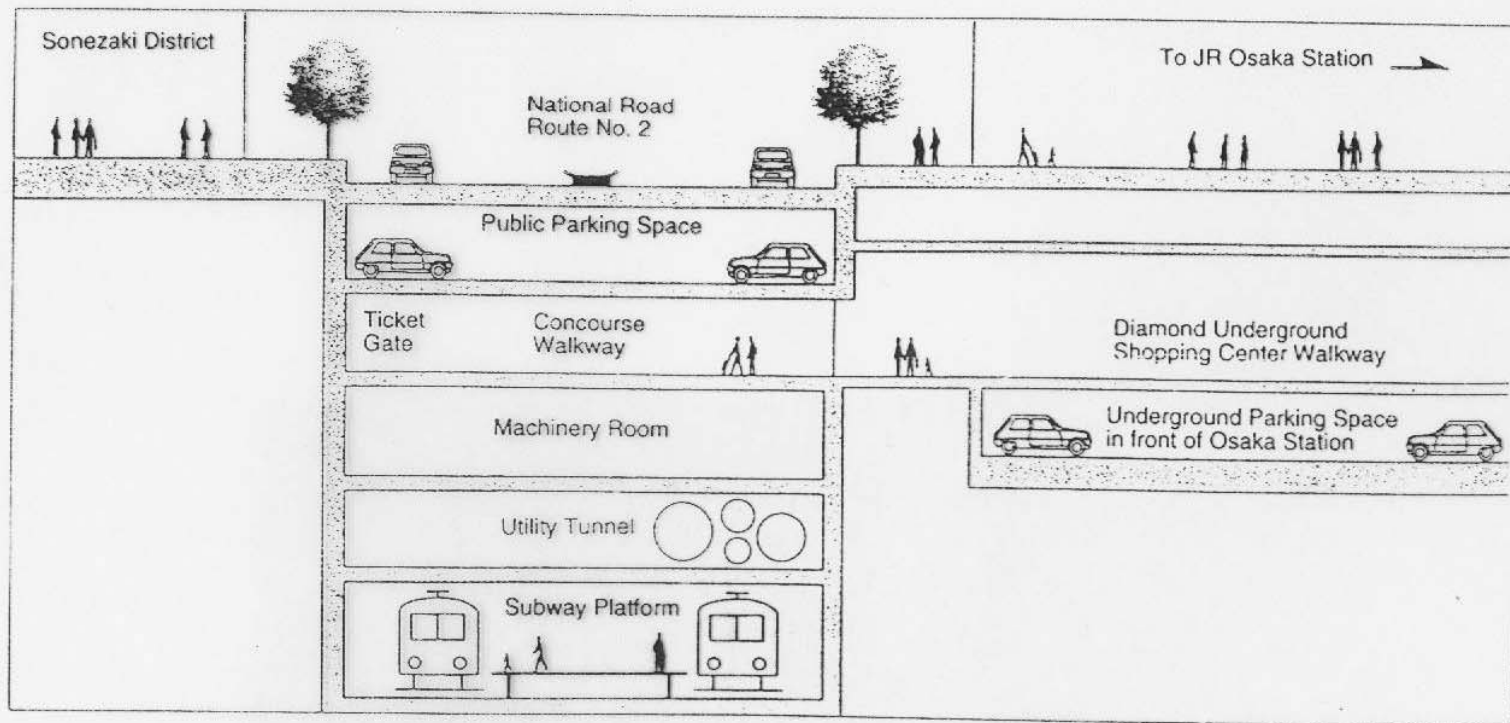 Sonezaki District
To JR Osaka Station
National Road
Route No. 2
Public Parking Space
Ticket
Gate
Concourse
Walkway
Diamond Underground
Shopping Center Walkway
Machinery Room
Underground Parking Space
in front of Osaka Station
Utility Tunnel
Subway Platform